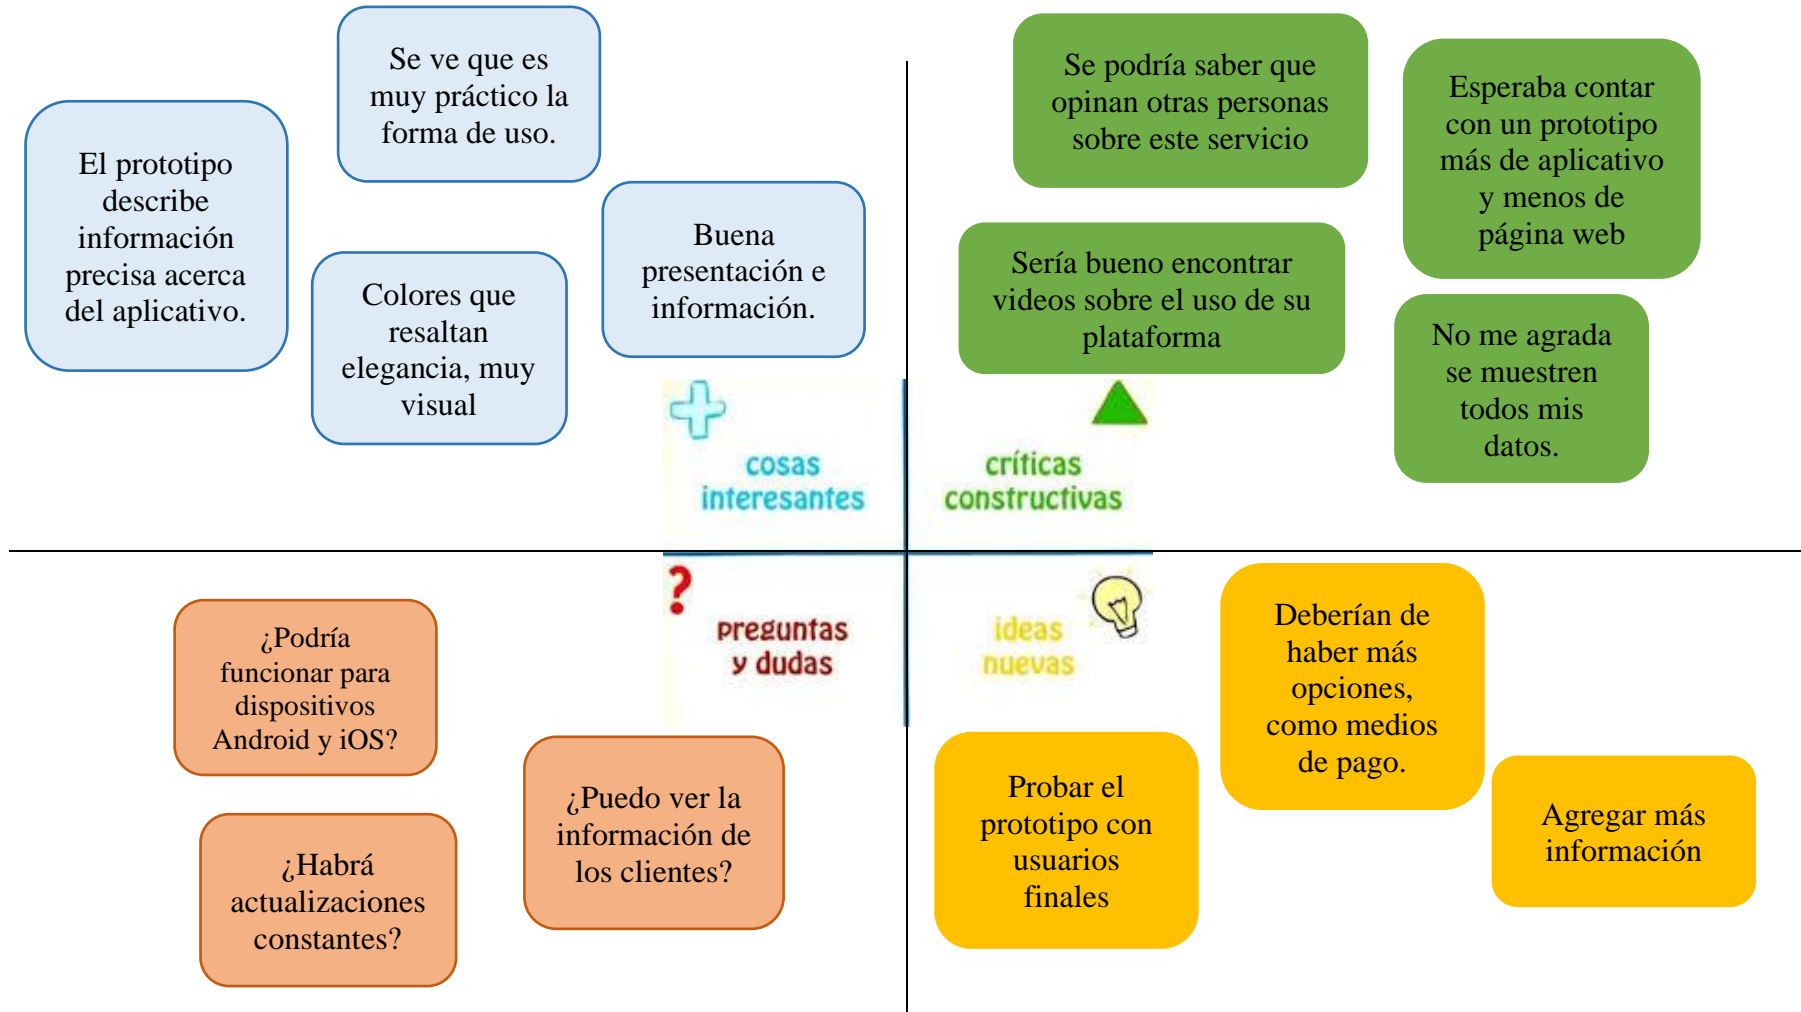 Se ve que es
muy práctico la
forma de uso.
El prototipo
describe
información
precisa acerca
del aplicativo.
Buena
presentación e
información.
Colores que
resaltan
elegancia, muy
visual
cosas
interesantes
Se podría saber que
opinan otras personas
sobre este servicio
Esperaba contar
con un prototipo
más de aplicativo
y menos de
página web
Sería bueno encontrar
videos sobre el uso de su
plataforma
No me agrada
se muestren
todos mis
datos.
críticas
constructivas
?
preguntas
y dudas
¿Podría
funcionar para
dispositivos
Android y iOS?
¿Puedo ver la
información de
los clientes?
¿Habrá
actualizaciones
constantes?
ideas
nuevas
Deberían de
haber más
opciones,
como medios
de pago.
Probar el
prototipo con
usuarios
finales
Agregar más
información